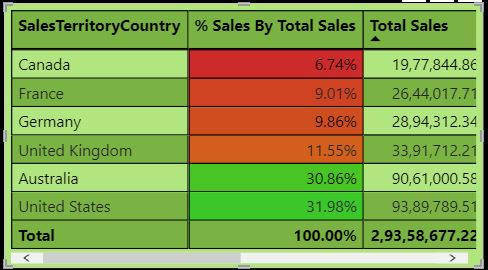 SalesTerritoryCountry % Sales By Total Sales Total Sales
Canada 6.74% 19,77,844.86
France 9.01% 26,44,017.71
Germany 9.86% 28,94,312.34
United Kingdom 11.55% 33,91,712.21
Australia 30.86% 90,61,000.58
United States 31.98% 93,89,789.51
Total 100.00% 2,93,58,677.22